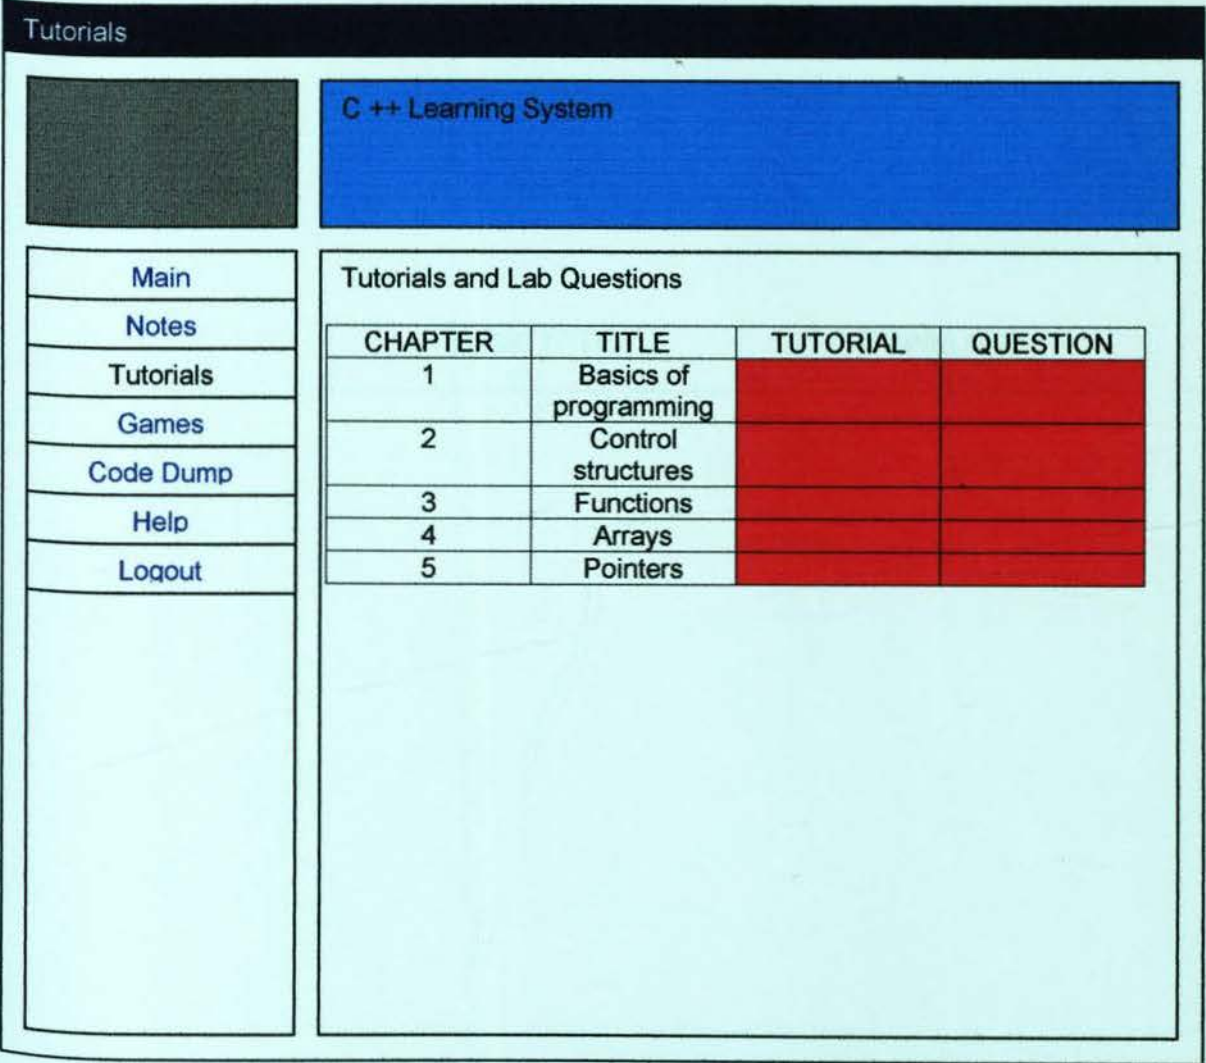 Tutorials
C ++ Learning System
Main
Notes
Tutorials
Games
Code Dump
Help
Logout
Tutorials and Lab Questions
CHAPTER TITLE TUTORIAL QUESTION
1 Basics of
programming
2 Control
structures
3 Functions
4 Arrays
5 Pointers